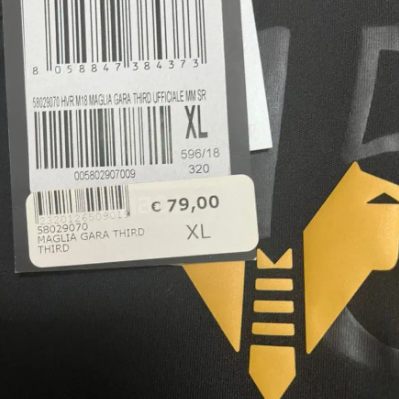 8 058847 384373
58029070 HVR M18 MAGLIA GARA THIRD UFFICIALE MM SR
XL
596/18
320
005802907009
€ 79,00
58029070
MAGLIA GARA THIRD
THIRD
XL